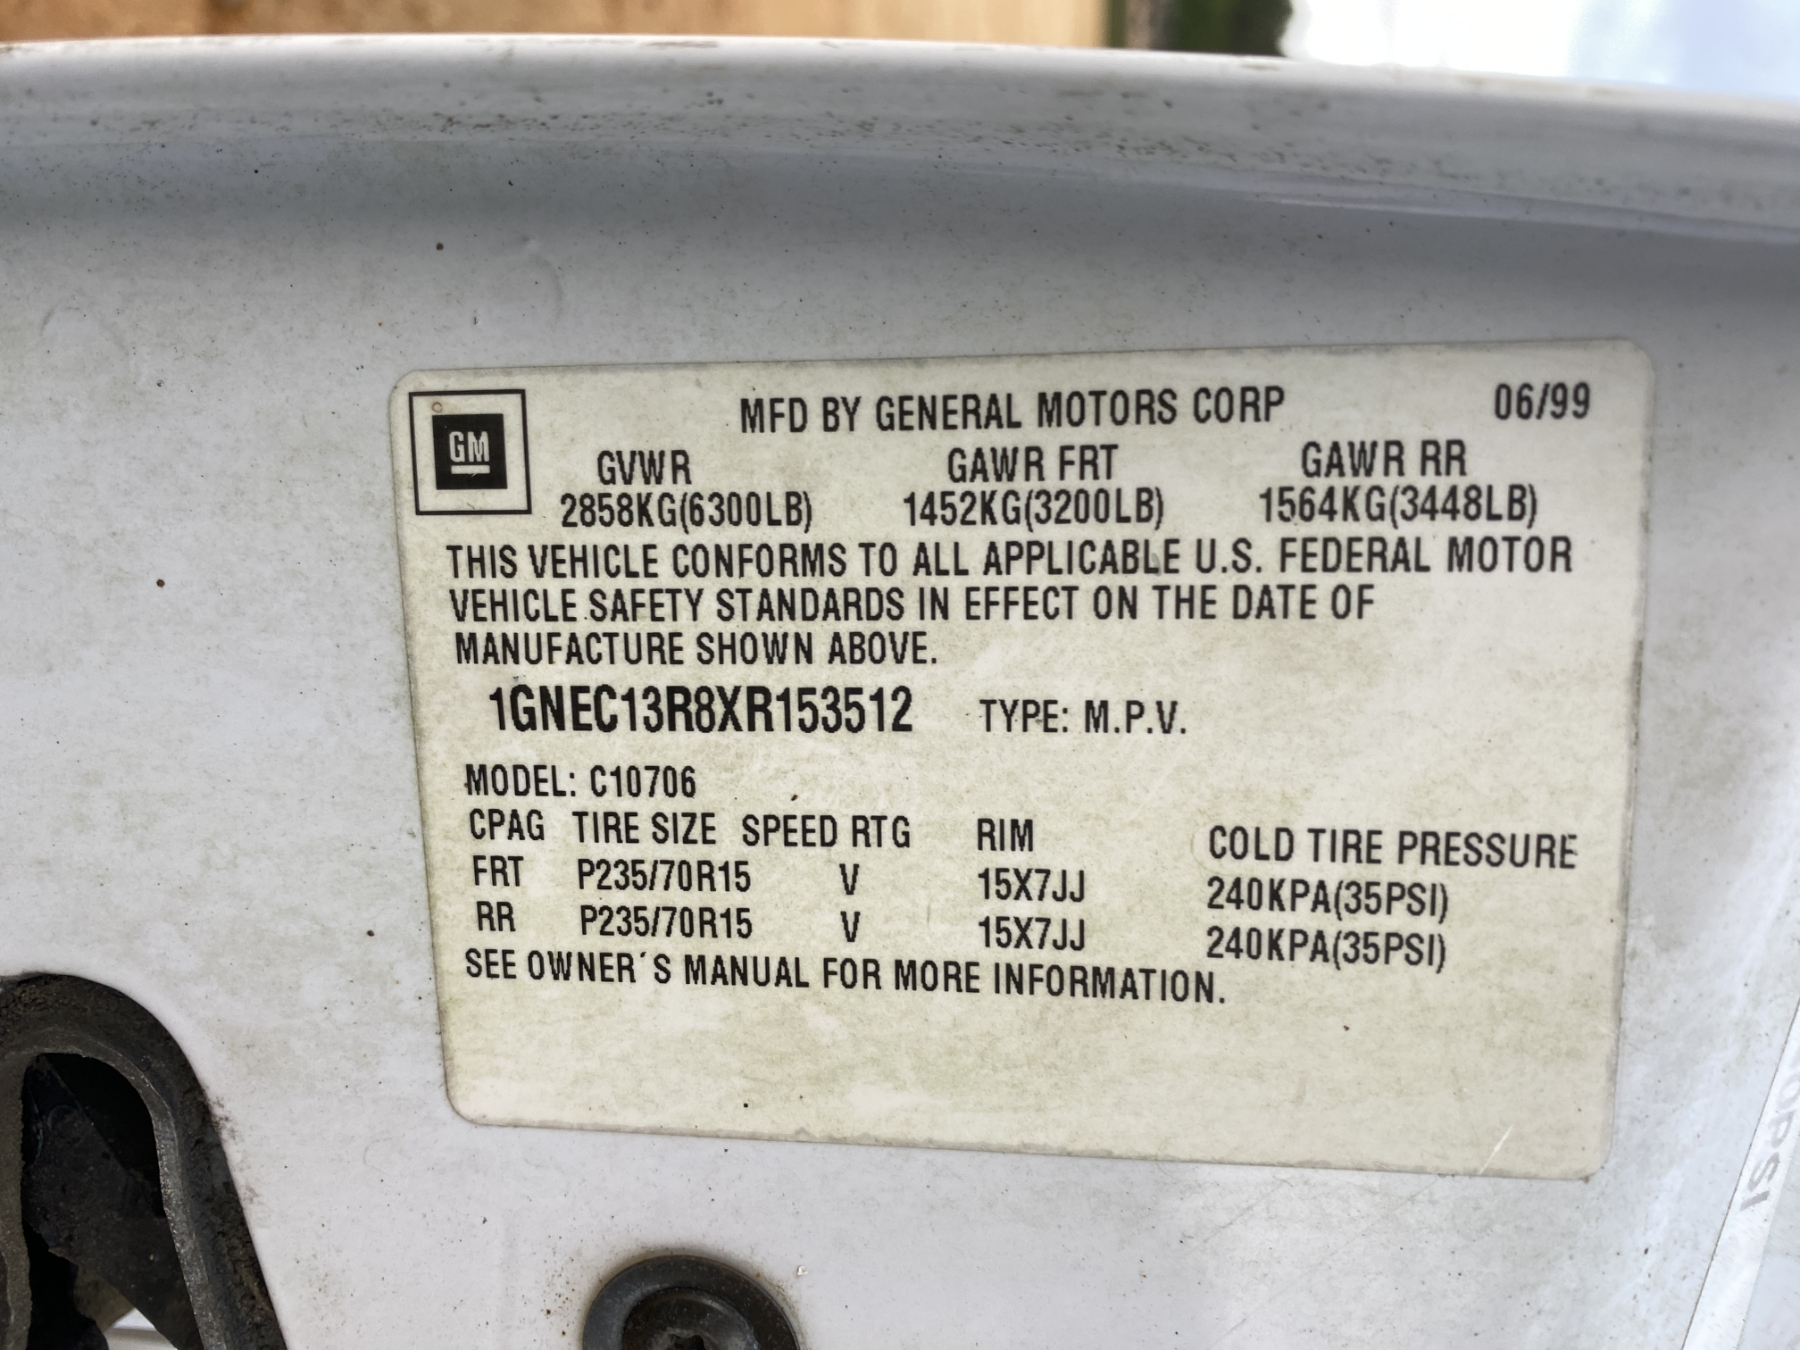 MFD BY GENERAL MOTORS CORP 06/99
GM
GVWR GAWR FRT GAWR RR
2858KG(6300LB) 1452KG(3200LB) 1564KG(3448LB)
THIS VEHICLE CONFORMS TO ALL APPLICABLE U.S. FEDERAL MOTOR
VEHICLE SAFETY STANDARDS IN EFFECT ON THE DATE OF
MANUFACTURE SHOWN ABOVE.
1GNEC13R8XR153512 TYPE: M.P.V.
MODEL: C10706
CPAG TIRE SIZE SPEED RTG RIM COLD TIRE PRESSURE
FRT P235/70R15 V 15X7JJ 240KPA(35PSI)
RR P235/70R15 V 15X7JJ 240KPA(35PSI)
SEE OWNER´S MANUAL FOR MORE INFORMATION.